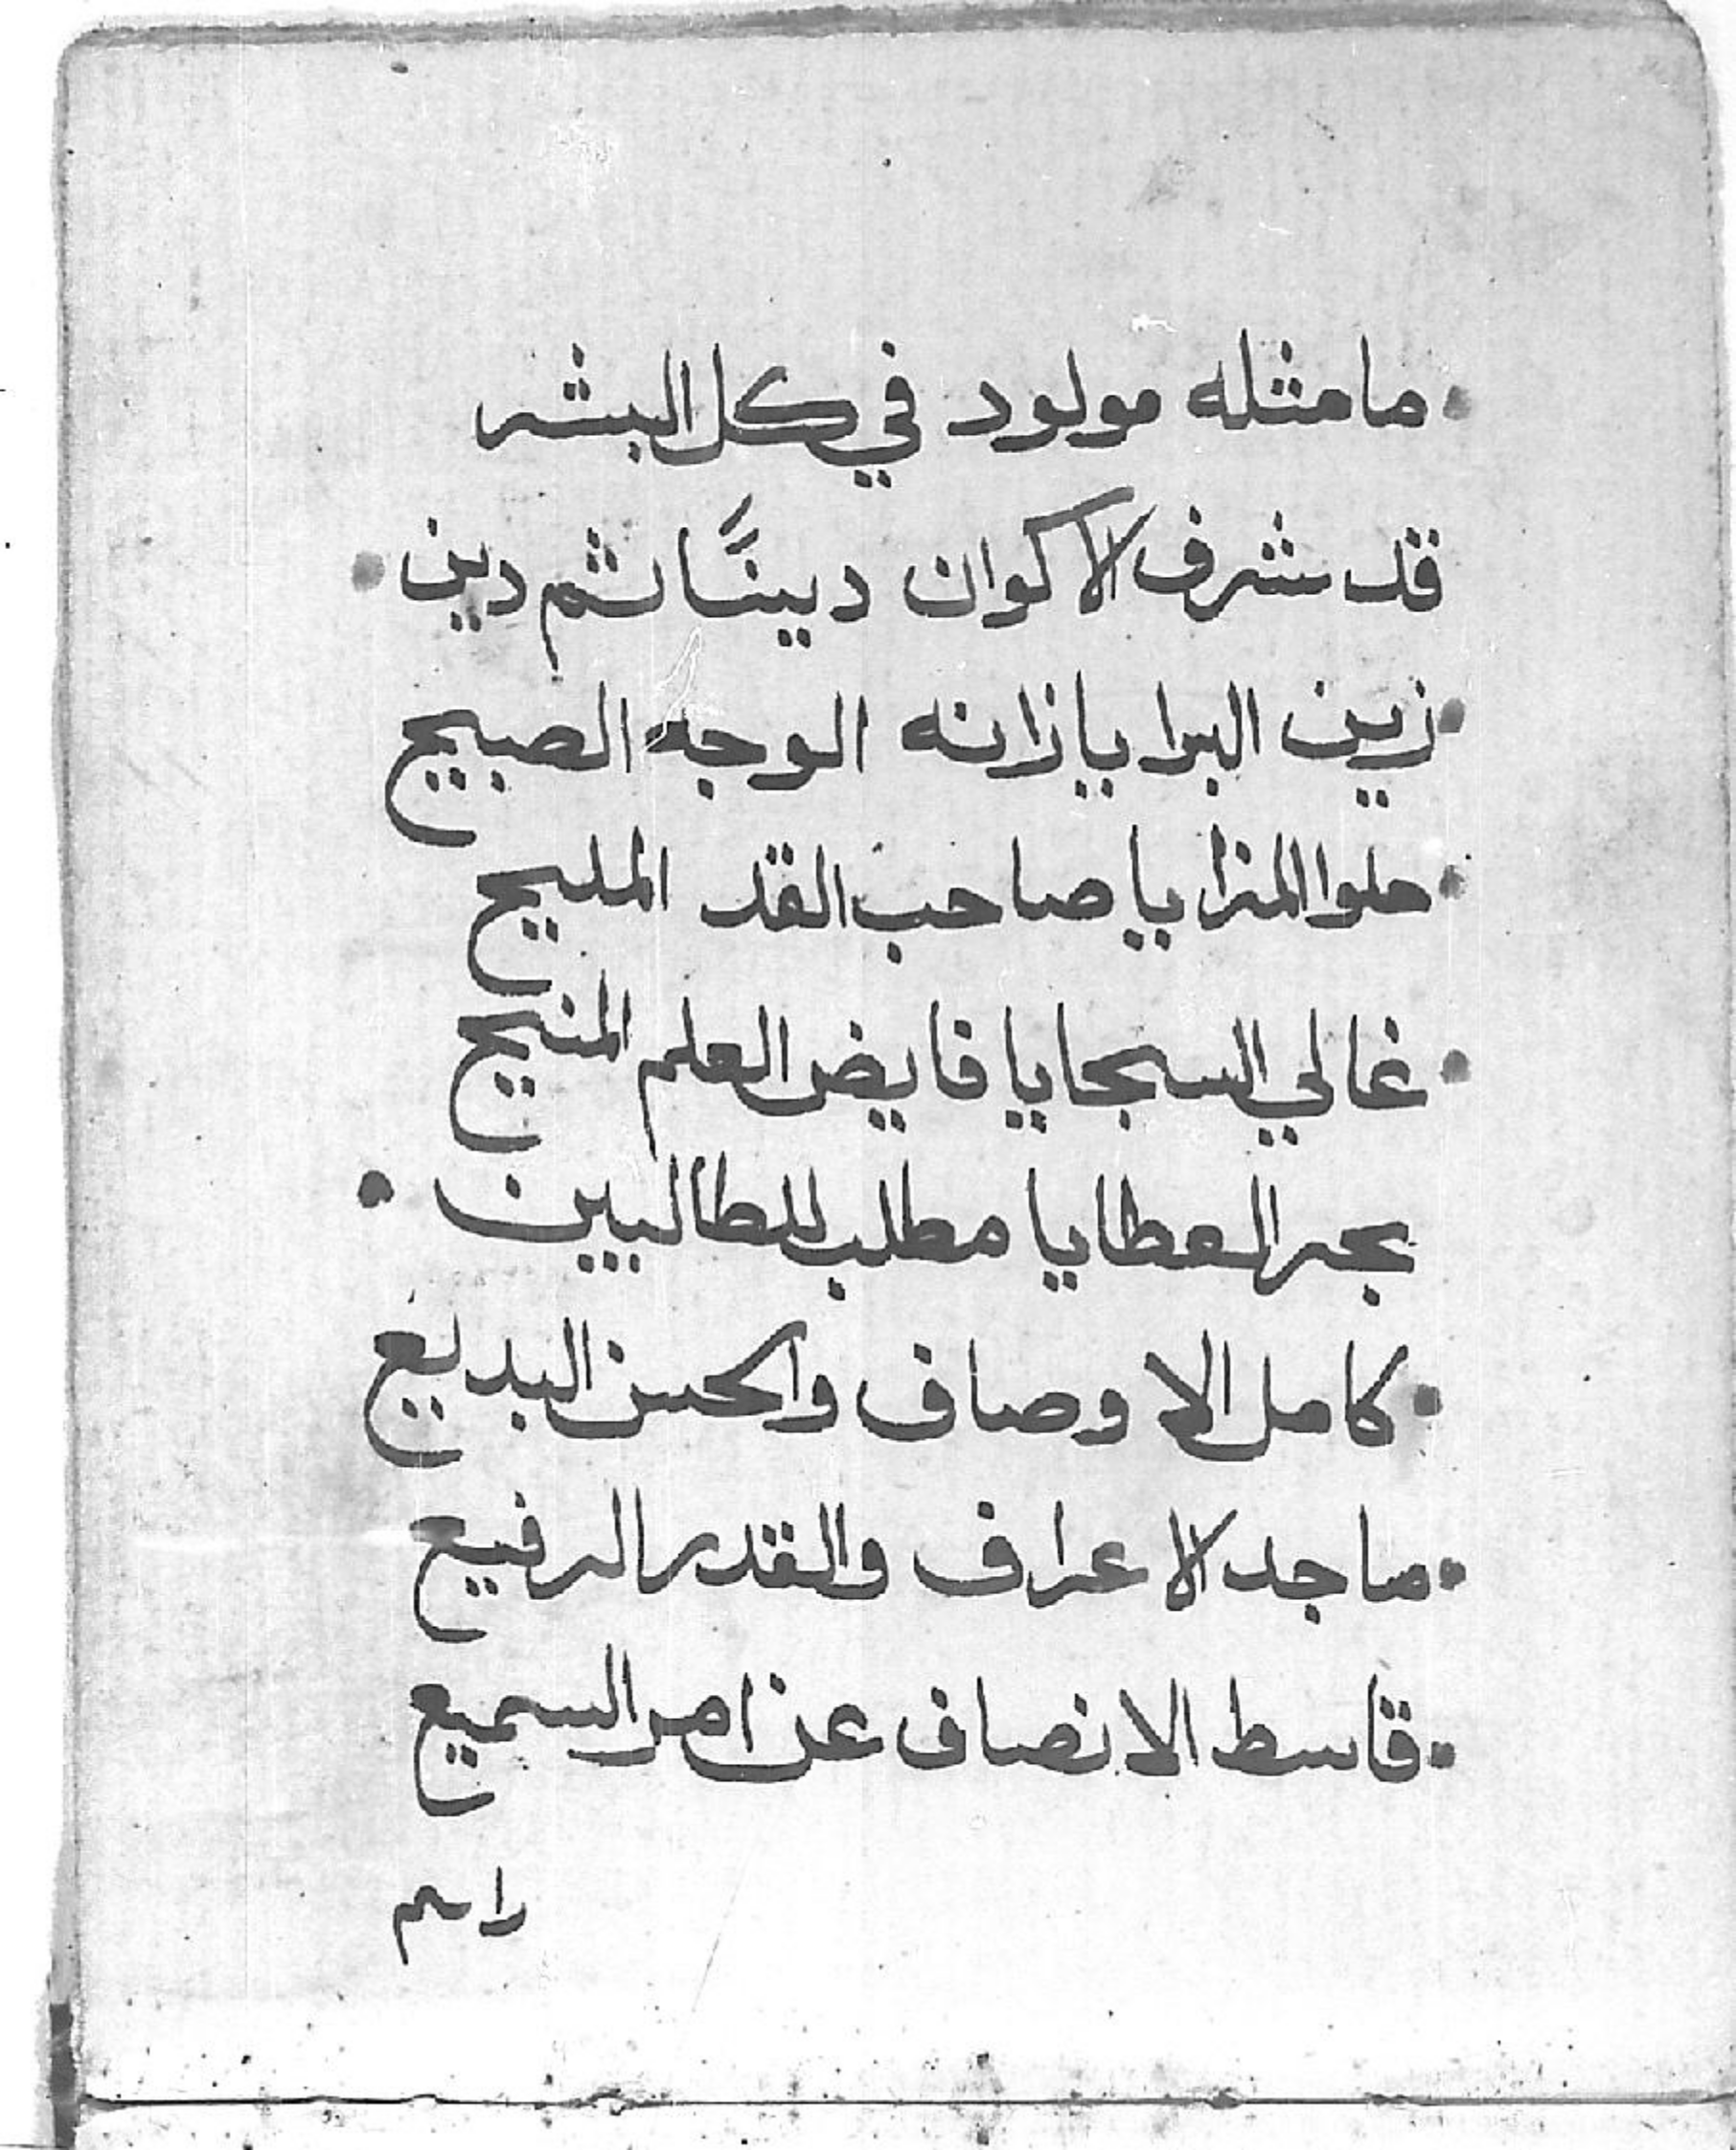 ما مثله مولود في كل البشر
قد شرف الاكوان دينًا ثم دين
زين البرايا زانه الوجه الصبيح
حلوا المزايا صاحب القد المليح
غالي السجايا فايض العلم المنيح
بحر العطايا مطلب للطالبين
كامل الاوصاف والحسن البديع
ماجد الاعراف والقدر الرفيع
قاسط الانصاف عن امر السميع
راسم